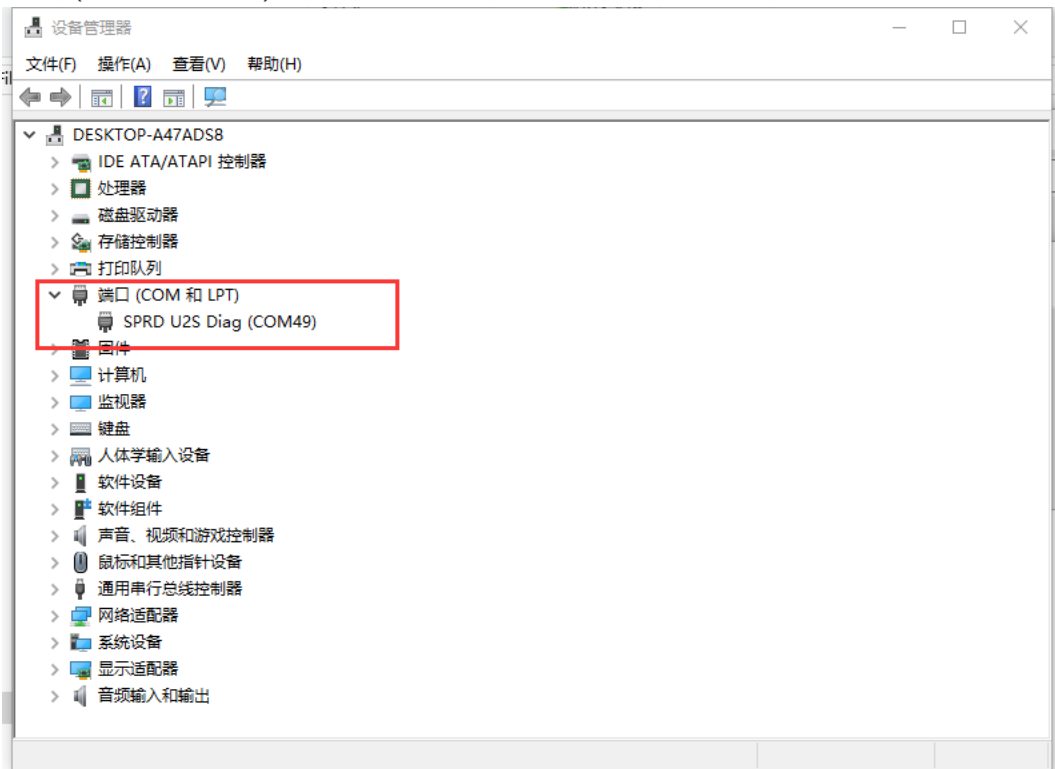 设备管理器
文件(F) 操作(A) 查看(V) 帮助(H)
DESKTOP-A47ADS8
IDE ATA/ATAPI 控制器
处理器
磁盘驱动器
存储控制器
打印队列
端口 (COM 和 LPT)
SPRD U2S Diag (COM49)
固件
计算机
监视器
键盘
人体学输入设备
软件设备
软件组件
声音、视频和游戏控制器
鼠标和其他指针设备
通用串行总线控制器
网络适配器
系统设备
显示适配器
音频输入和输出